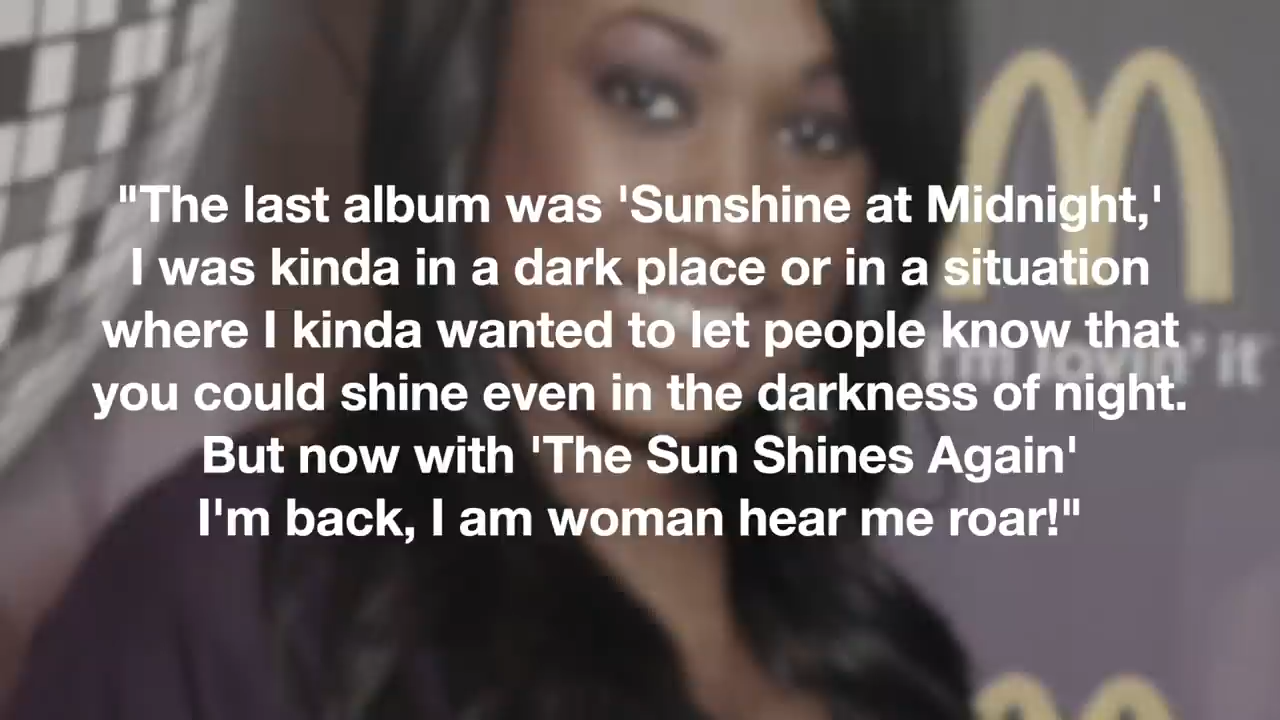 "The last album was 'Sunshine at Midnight,'
I was kinda in a dark place or in a situation
where I kinda wanted to let people know that
you could shine even in the darkness of night.
But now with 'The Sun Shines Again'
I'm back, I am woman hear me roar!"
i'm lovin' it